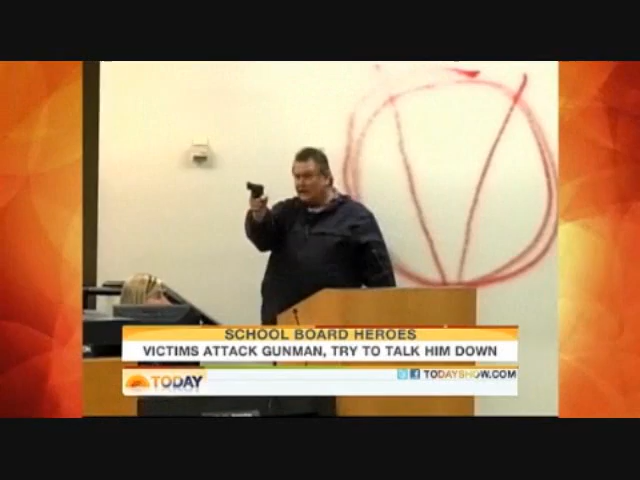 V
SCHOOL BOARD HEROES
VICTIMS ATTACK GUNMAN, TRY TO TALK HIM DOWN
TODAY
TODAYSHOW.COM